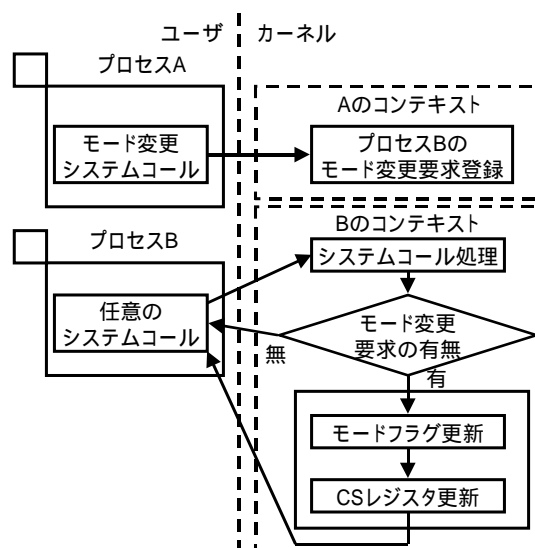 ユーザ
カーネル
プロセスA
モード変更
システムコール
Aのコンテキスト
プロセスBの
モード変更要求登録
プロセスB
任意の
システムコール
Bのコンテキスト
システムコール処理
モード変更
要求の有無
無
有
モードフラグ更新
CSレジスタ更新